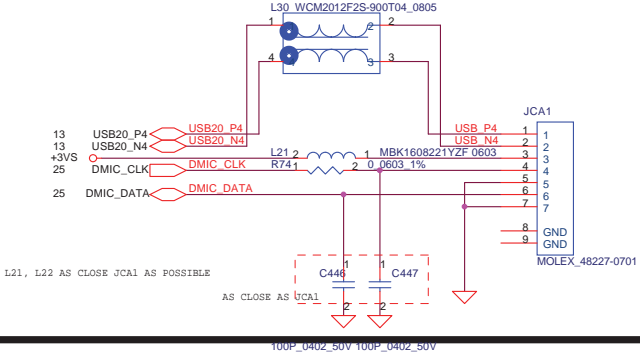 L30 WCM2012F2S-900T04_0805
1 2 2
4 3 3
JCA1
13 USB20_P4 USB20_P4 USB_P4 1 1
13 USB20_N4 USB20_N4 USB_N4 2 2
+3VS L21 2 1 MBK1608221YZF 0603 3 3
25 DMIC_CLK DMIC_CLK R74 1 2 0_0603_1% 4 4
5 5
25 DMIC_DATA DMIC_DATA 6 6
7 7
8 GND
9 GND
MOLEX_48227-0701
L21, L22 AS CLOSE JCA1 AS POSSIBLE
1 1
C446 C447
AS CLOSE AS JCA1
2 2
100P_0402_50V 100P_0402_50V